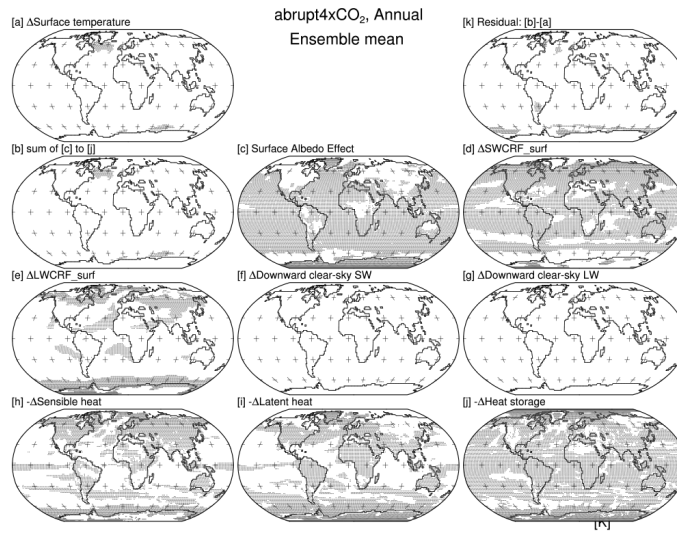 abrupt4xCO₂, Annual
Ensemble mean
[a] ΔSurface temperature
[k] Residual: [b]-[a]
[b] sum of [c] to [j]
[c] Surface Albedo Effect
[d] ΔSWCRF_surf
[e] ΔLWCRF_surf
[f] ΔDownward clear-sky SW
[g] ΔDownward clear-sky LW
[h] -ΔSensible heat
[i] -ΔLatent heat
[j] -ΔHeat storage
[K]